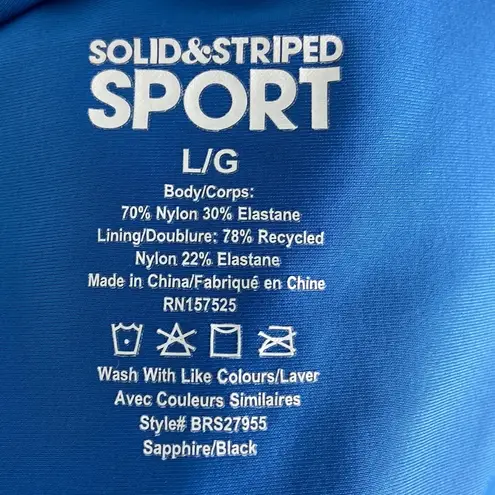 SOLID&STRIPED
SPORT
L/G
Body/Corps:
70% Nylon 30% Elastane
Lining/Doublure: 78% Recycled
Nylon 22% Elastane
Made in China/Fabriqué en Chine
RN157525
Wash With Like Colours/Laver
Avec Couleurs Similaires
Style# BRS27955
Sapphire/Black